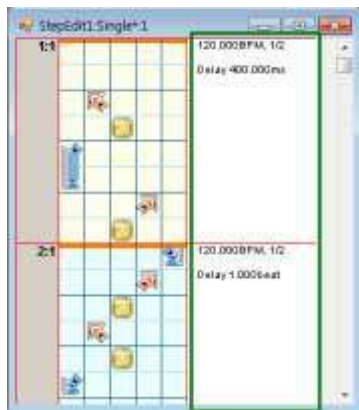 StepEdit1:Single*:1
1:1
120.000BPM, 1/2
Delay 400.000ms
2:1
120.000BPM, 1/2
Delay 1.000beat